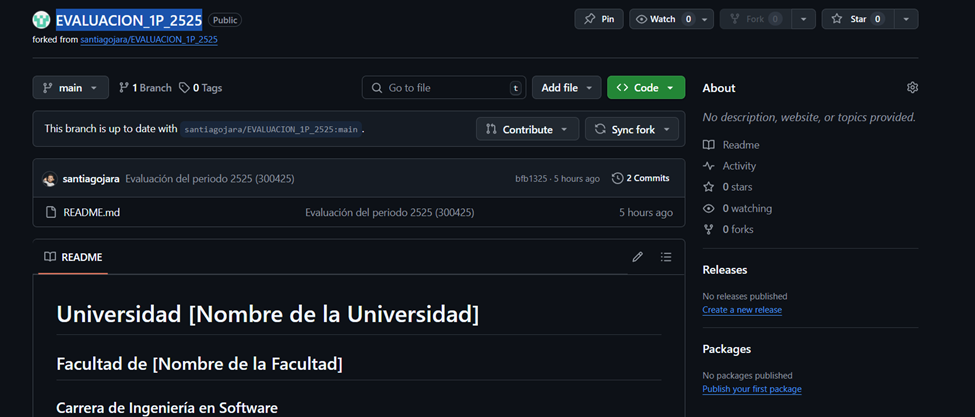 EVALUACION_1P_2525 Public Pin Watch 0 Fork 0 Star 0
forked from santiagojara/EVALUACION_1P_2525
main 1 Branch 0 Tags Go to file t Add file Code
This branch is up to date with santiagojara/EVALUACION_1P_2525:main . Contribute Sync fork
santiagojara Evaluación del periodo 2525 (300425) bfb1325 · 5 hours ago 2 Commits
README.md Evaluación del periodo 2525 (300425) 5 hours ago
README
Universidad [Nombre de la Universidad]
Facultad de [Nombre de la Facultad]
Carrera de Ingeniería en Software
About
No description, website, or topics provided.
Readme
Activity
0 stars
0 watching
0 forks
Releases
No releases published
Create a new release
Packages
No packages published
Publish your first package